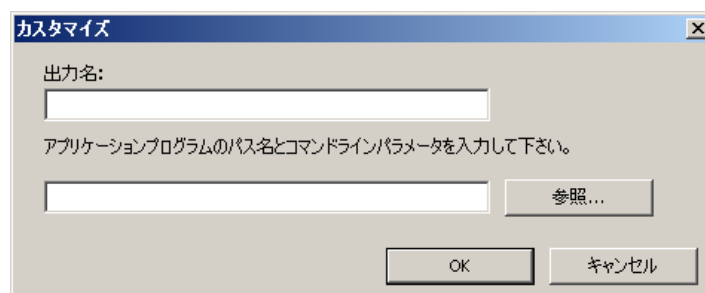 カスタマイズ
出力名:
アプリケーションプログラムのパス名とコマンドラインパラメータを入力して下さい。
参照...
OK キャンセル